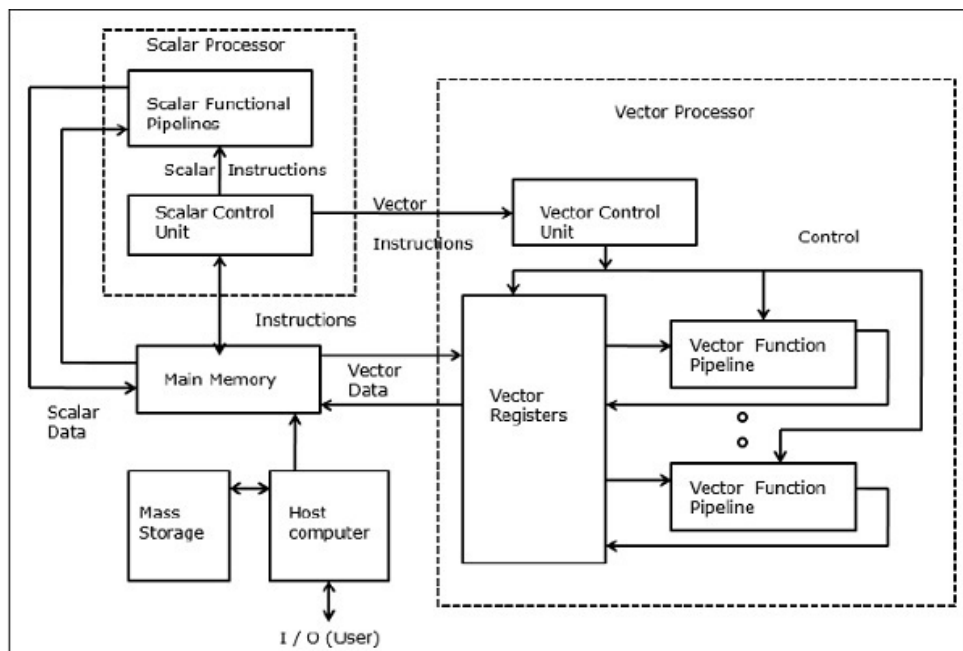 Scalar Processor
Scalar Functional
Pipelines
Scalar Instructions
Scalar Control
Unit
Instructions
Main Memory
Scalar
Data
Mass
Storage
Host
computer
I / O (User)
Vector
Instructions
Vector
Data
Vector Processor
Vector Control
Unit
Control
Vector
Registers
Vector Function
Pipeline
Vector Function
Pipeline